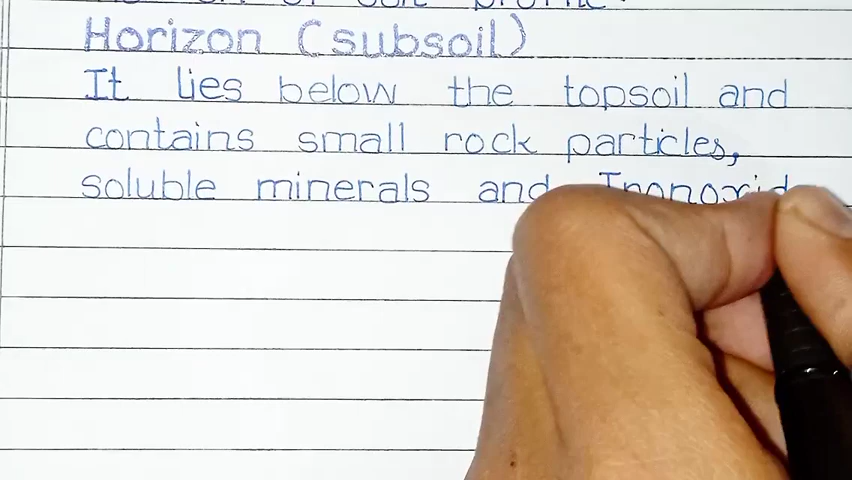 Horizon (subsoil)
It lies below the topsoil and
contains small rock particles,
soluble minerals and